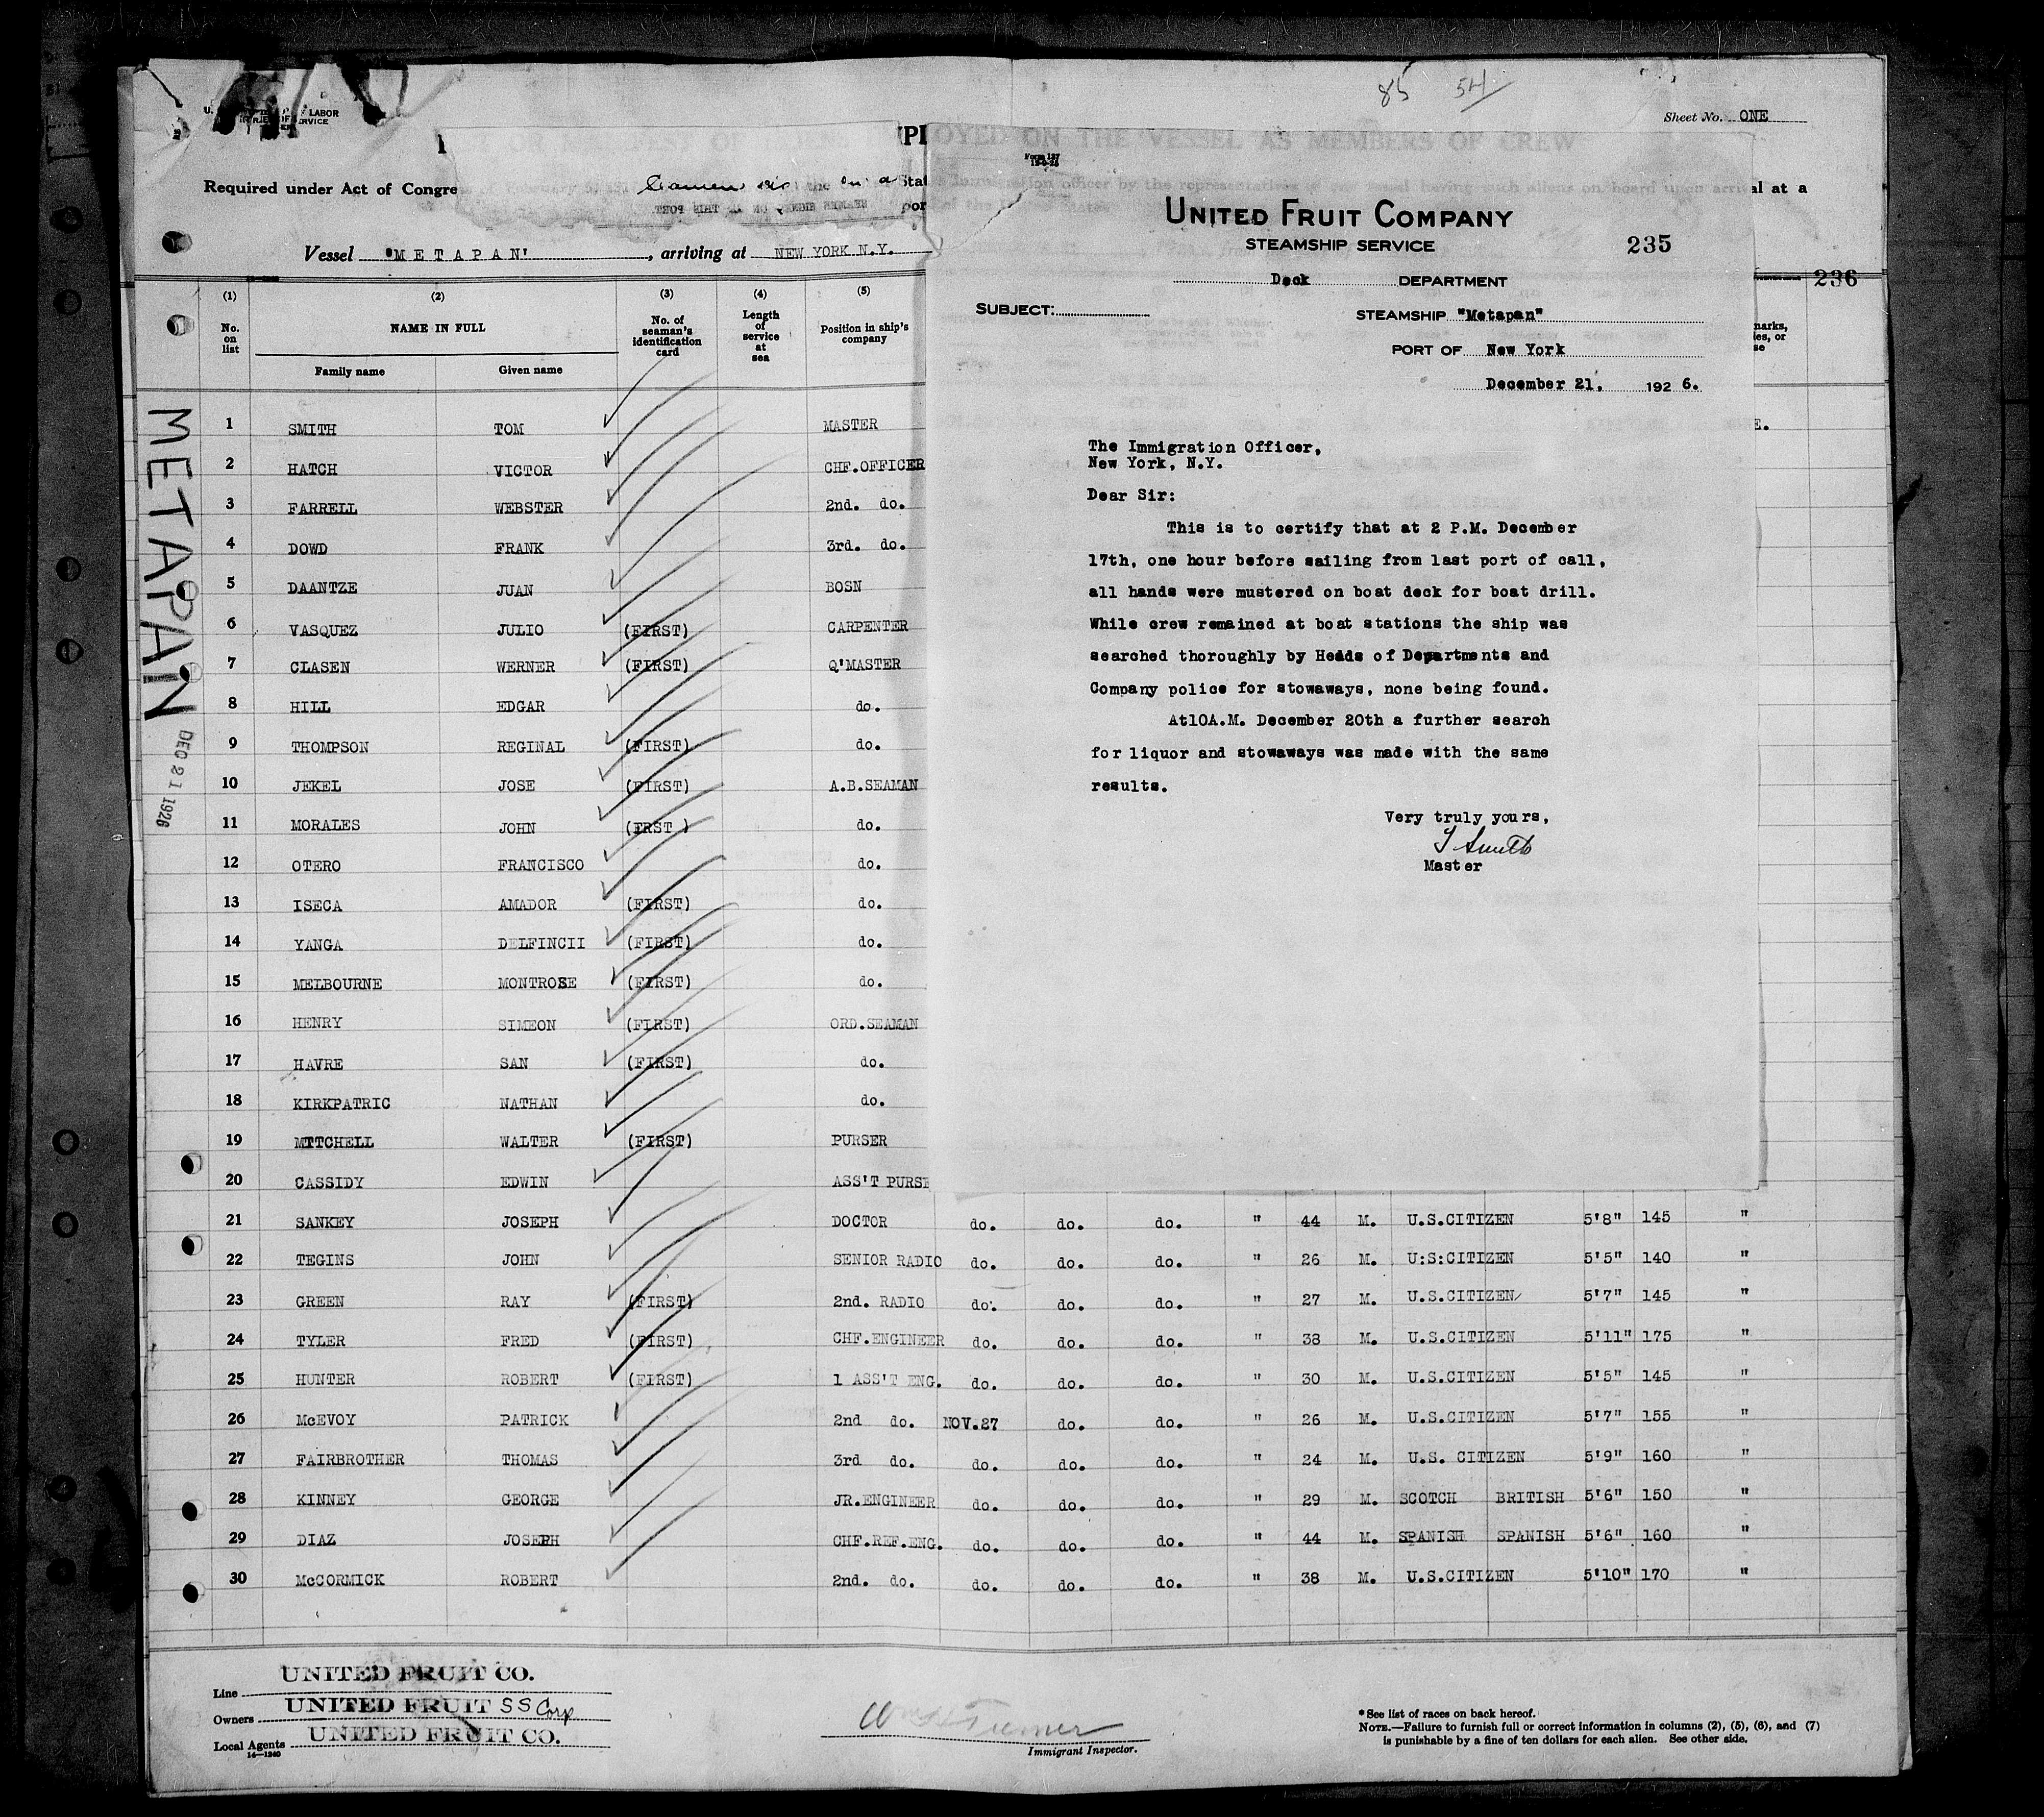 85 54
Sheet No. ONE
LABOR
OYED ON THE VESSEL AS MEMBERS OF CREW
Required under Act of Congre
al at a
Vessel "METAPAN", arriving at NEW YORK N.Y.
236
(1) (2) (3) (4) (5)
No. on list
NAME IN FULL
Family name Given name
No. of seaman's identification card
Length of service at sea
Position in ship's company
METAPAN
DEC 21 1926
1 SMITH TOM MASTER
2 HATCH VICTOR CHF.OFFICER
3 FARRELL WEBSTER 2nd. do.
4 DOWD FRANK 3rd. do.
5 DAANTZE JUAN BOSN
6 VASQUEZ JULIO (FIRST) CARPENTER
7 CLASEN WERNER (FIRST) Q'MASTER
8 HILL EDGAR do.
9 THOMPSON REGINAL (FIRST) do.
10 JEKEL JOSE (FIRST) A.B.SEAMAN
11 MORALES JOHN (FRST ) do.
12 OTERO FRANCISCO do.
13 ISECA AMADOR (FIRST) do.
14 YANGA DELFINCII (FIRST) do.
15 MELBOURNE MONTROSE (FIRST) do.
16 HENRY SIMEON (FIRST) ORD.SEAMAN
17 HAVRE SAN (FIRST) do.
18 KIRKPATRIC NATHAN do.
19 MITCHELL WALTER (FIRST) PURSER
20 CASSIDY EDWIN ASS'T PURSE
21 SANKEY JOSEPH DOCTOR do. do. do. " 44 M. U.S.CITIZEN 5'8" 145 "
22 TEGINS JOHN SENIOR RADIO do. do. do. " 26 M. U:S:CITIZEN 5'5" 140 "
23 GREEN RAY (FIRST) 2nd. RADIO do. do. do. " 27 M. U.S.CITIZEN 5'7" 145 "
24 TYLER FRED (FIRST) CHF.ENGINEER do. do. do. " 38 M. U.S.CITIZEN 5'11" 175 "
25 HUNTER ROBERT (FIRST) 1 ASS'T ENG. do. do. do. " 30 M. U.S.CITIZEN 5'5" 145 "
26 McEVOY PATRICK 2nd do. NOV.27 do. do. " 26 M. U.S.CITIZEN 5'7" 155 "
27 FAIRBROTHER THOMAS 3rd do. do. do. do. " 24 M. U.S. CITIZEN 5'9" 160 "
28 KINNEY GEORGE JR.ENGINEER do. do. do. " 29 M. SCOTCH BRITISH 5'6" 150 "
29 DIAZ JOSEPH CHF.REF.ENG. do. do. do. " 44 M. SPANISH SPANISH 5'6" 160 "
30 McCORMICK ROBERT 2nd. do. do. do. do. " 38 M. U.S.CITIZEN 5'10" 170 "
Form 127
UNITED FRUIT COMPANY
STEAMSHIP SERVICE
235
Deck DEPARTMENT
SUBJECT:
STEAMSHIP "Metapan"
PORT OF New York
December 21, 1926.
The Immigration Officer,
New York, N.Y.
Dear Sir:
This is to certify that at 2 P.M. December
17th, one hour before sailing from last port of call,
all hands were mustered on boat deck for boat drill.
While crew remained at boat stations the ship was
searched thoroughly by Heads of Departments and
Company police for stowaways, none being found.
At10A.M. December 20th a further search
for liquor and stowaways was made with the same
results.
Very truly yours,
T Smith
Master
Line UNITED FRUIT CO.
Owners UNITED FRUIT SS Corp
Local Agents UNITED FRUIT CO.
14—1240
Immigrant Inspector.
*See list of races on back hereof.
NOTE.—Failure to furnish full or correct information in columns (2), (5), (6), and (7)
is punishable by a fine of ten dollars for each alien. See other side.